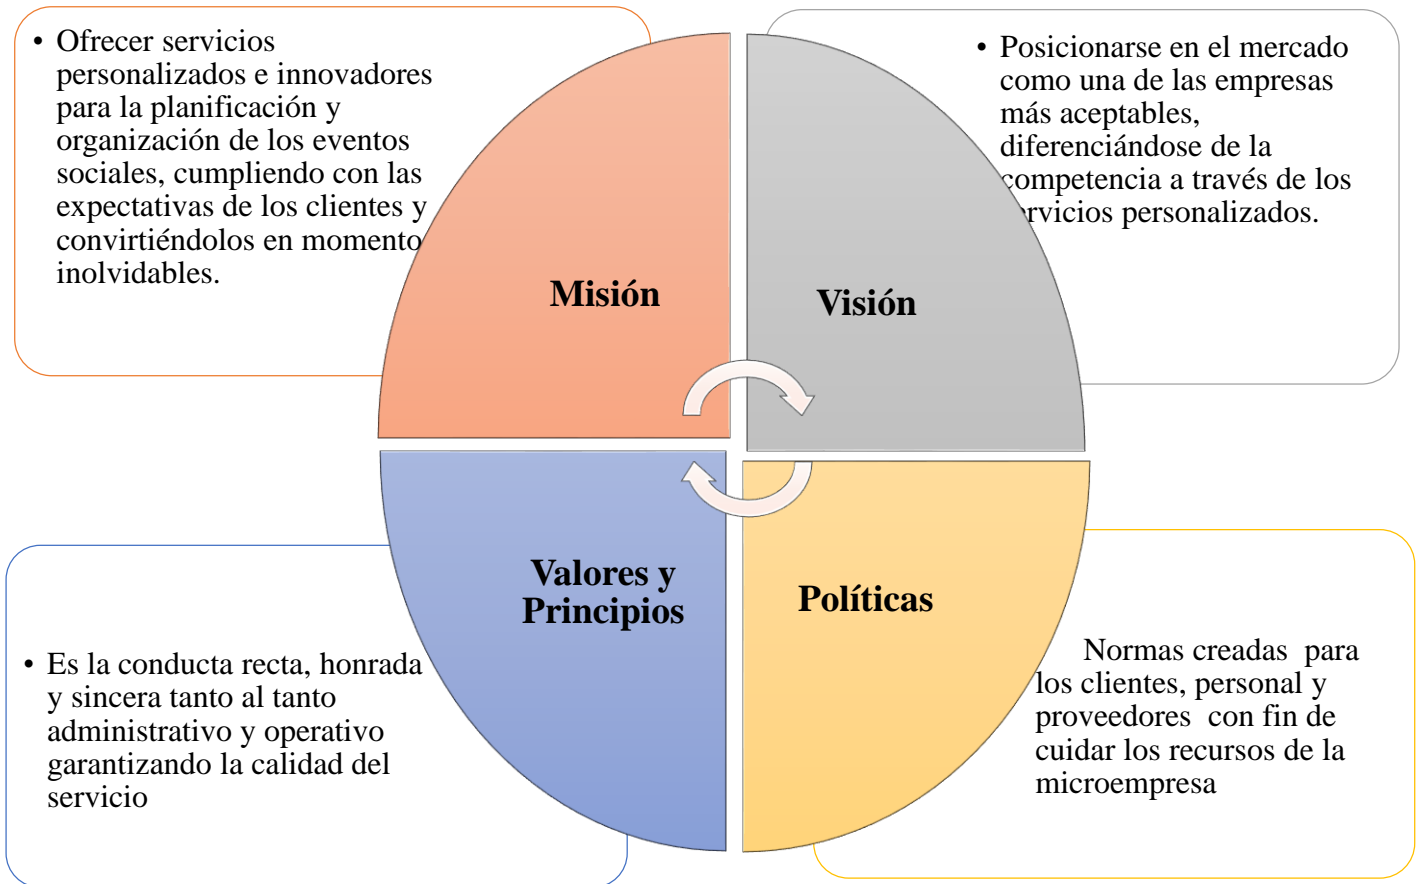 • Ofrecer servicios
personalizados e innovadores
para la planificación y
organización de los eventos
sociales, cumpliendo con las
expectativas de los clientes y
convirtiéndolos en momento
inolvidables.
Misión
• Posicionarse en el mercado
como una de las empresas
más aceptables,
diferenciándose de la
competencia a través de los
personalizados.
Visión
Valores y
Principios
• Es la conducta recta, honrada
y sincera tanto al tanto
administrativo y operativo
garantizando la calidad del
servicio
Políticas
Normas creadas para
los clientes, personal y
proveedores con fin de
cuidar los recursos de la
microempresa